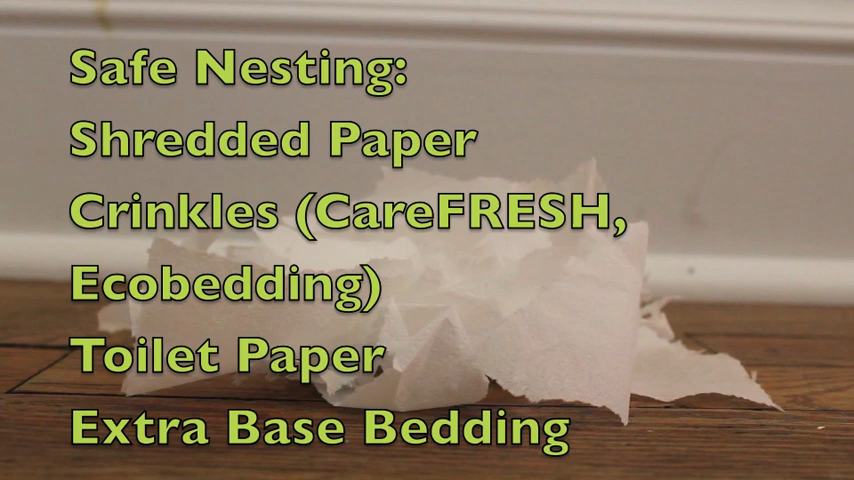 Safe Nesting:
Shredded Paper
Crinkles (CareFRESH,
Ecobedding)
Toilet Paper
Extra Base Bedding